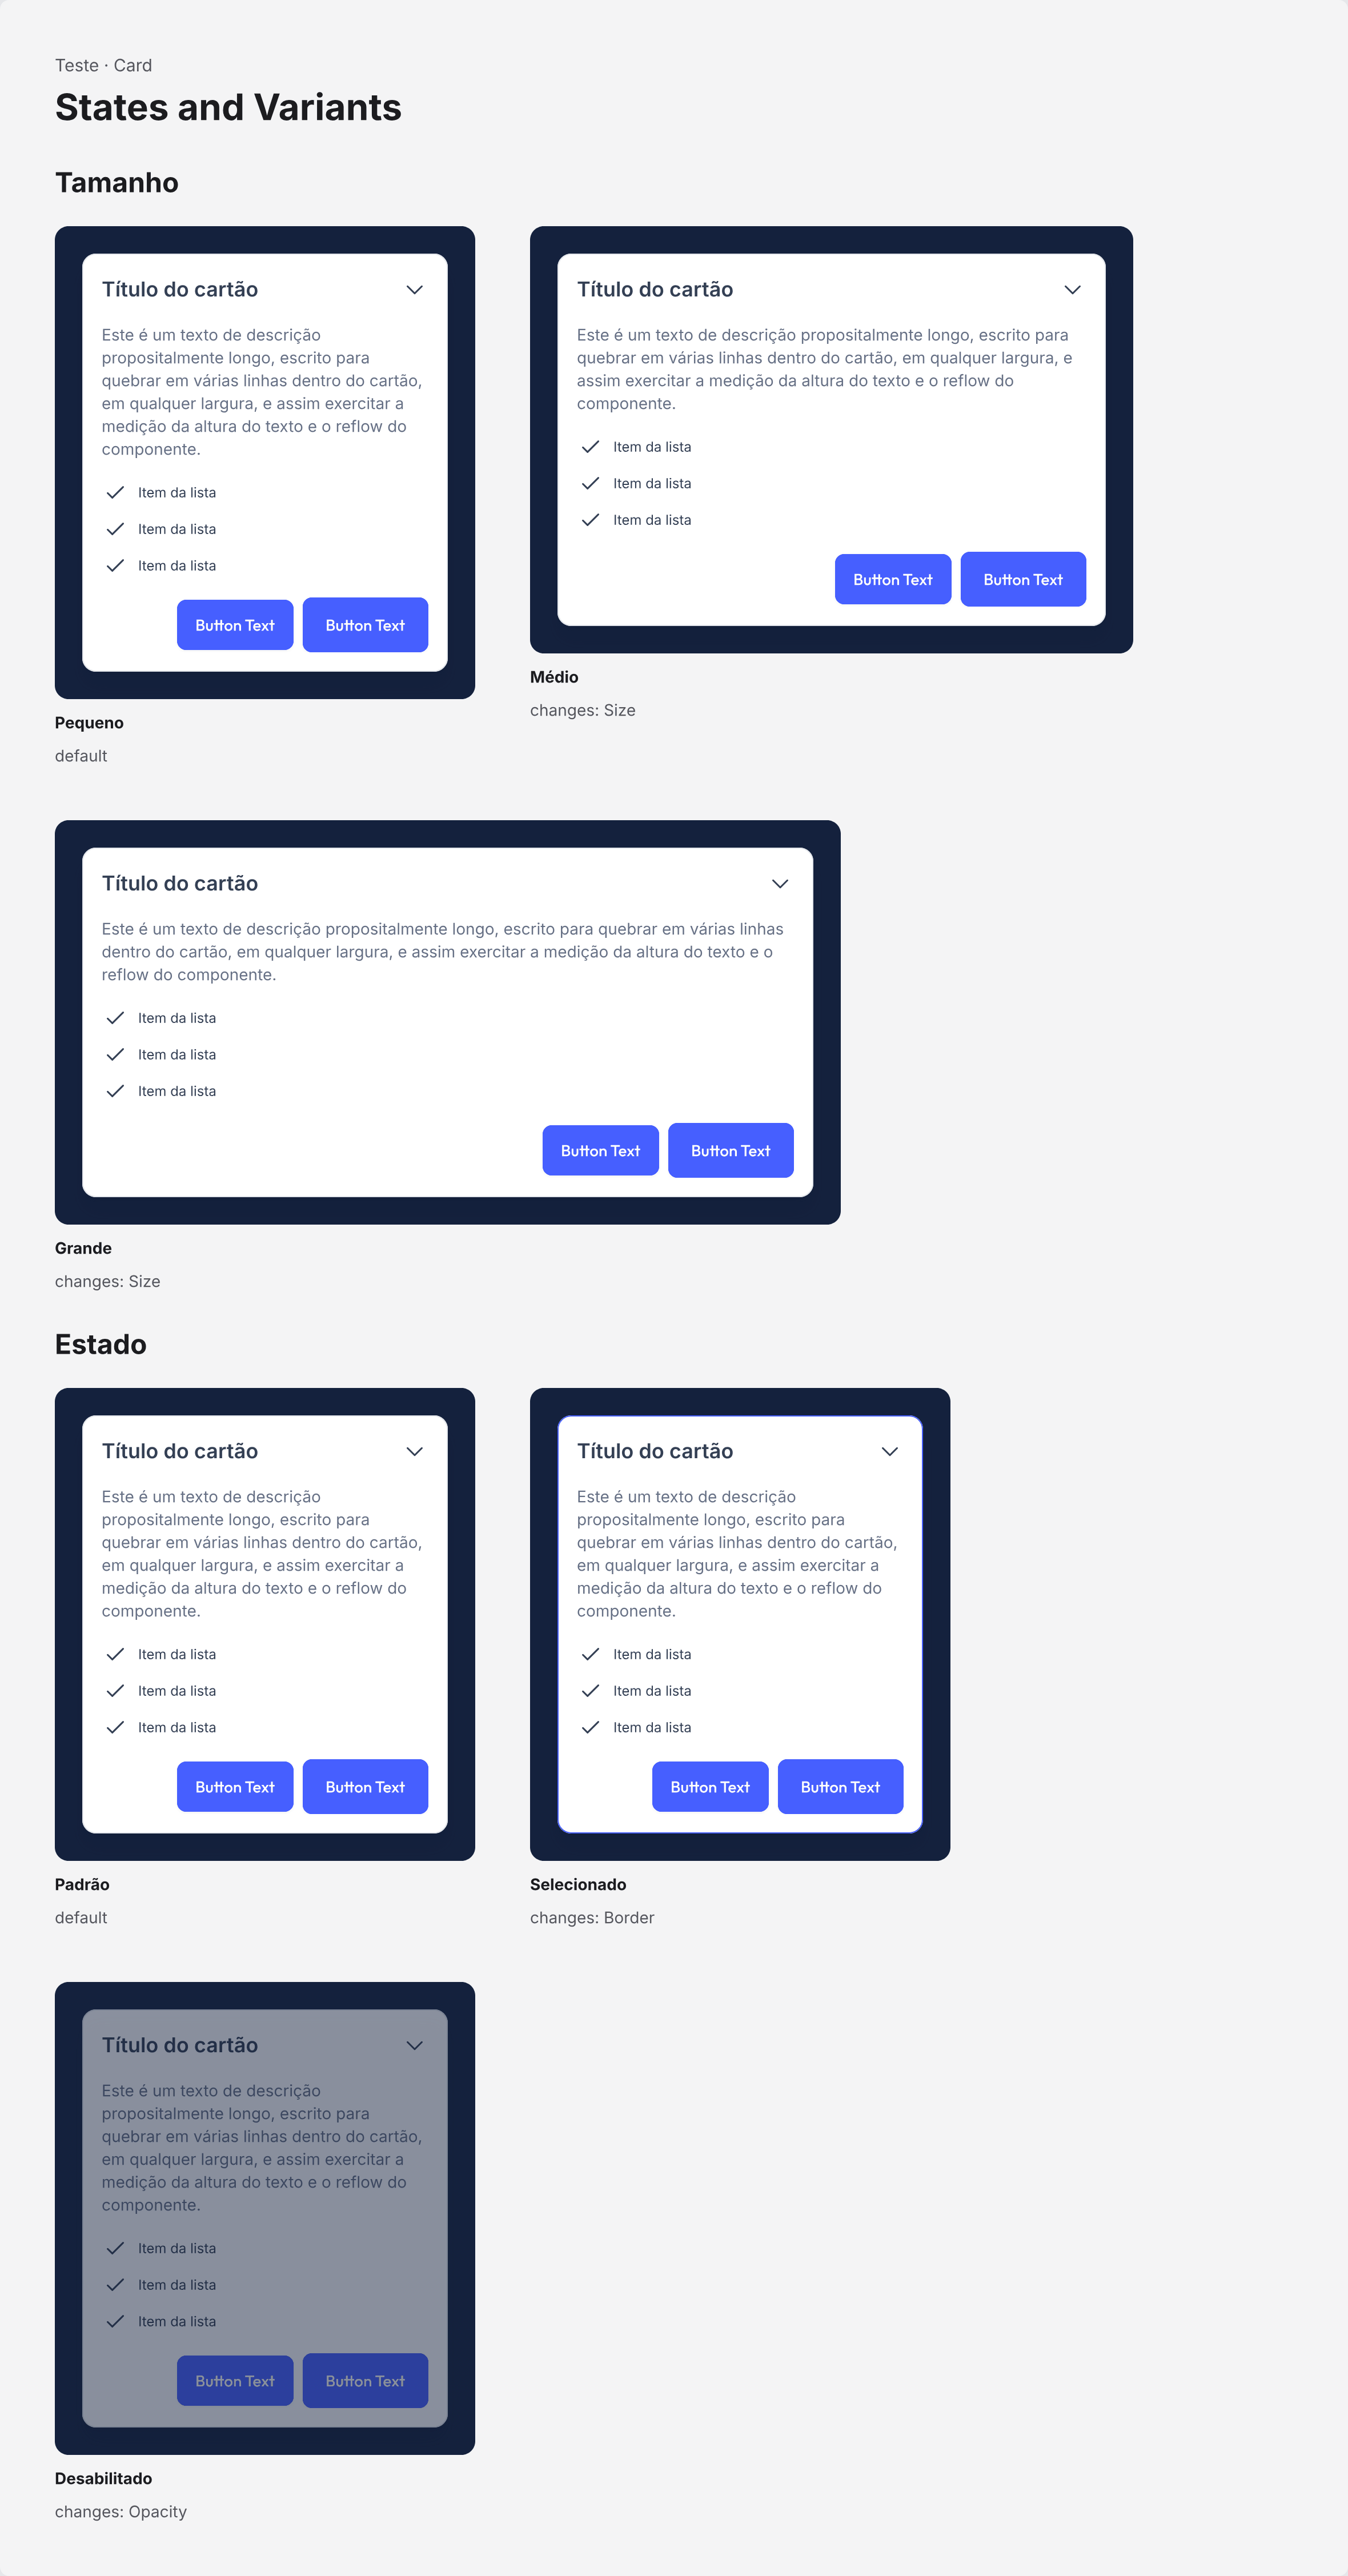 Teste · Card
States and Variants
Tamanho
Título do cartão
Este é um texto de descrição
propositalmente longo, escrito para
quebrar em várias linhas dentro do cartão,
em qualquer largura, e assim exercitar a
medição da altura do texto e o reflow do
componente.
Item da lista
Item da lista
Item da lista
Button Text
Button Text
Pequeno
default
Título do cartão
Este é um texto de descrição propositalmente longo, escrito para
quebrar em várias linhas dentro do cartão, em qualquer largura, e
assim exercitar a medição da altura do texto e o reflow do
componente.
Item da lista
Item da lista
Item da lista
Button Text
Button Text
Médio
changes: Size
Título do cartão
Este é um texto de descrição propositalmente longo, escrito para quebrar em várias linhas
dentro do cartão, em qualquer largura, e assim exercitar a medição da altura do texto e o
reflow do componente.
Item da lista
Item da lista
Item da lista
Button Text
Button Text
Grande
changes: Size
Estado
Título do cartão
Este é um texto de descrição
propositalmente longo, escrito para
quebrar em várias linhas dentro do cartão,
em qualquer largura, e assim exercitar a
medição da altura do texto e o reflow do
componente.
Item da lista
Item da lista
Item da lista
Button Text
Button Text
Padrão
default
Título do cartão
Este é um texto de descrição
propositalmente longo, escrito para
quebrar em várias linhas dentro do cartão,
em qualquer largura, e assim exercitar a
medição da altura do texto e o reflow do
componente.
Item da lista
Item da lista
Item da lista
Button Text
Button Text
Selecionado
changes: Border
Título do cartão
Este é um texto de descrição
propositalmente longo, escrito para
quebrar em várias linhas dentro do cartão,
em qualquer largura, e assim exercitar a
medição da altura do texto e o reflow do
componente.
Item da lista
Item da lista
Item da lista
Button Text
Button Text
Desabilitado
changes: Opacity